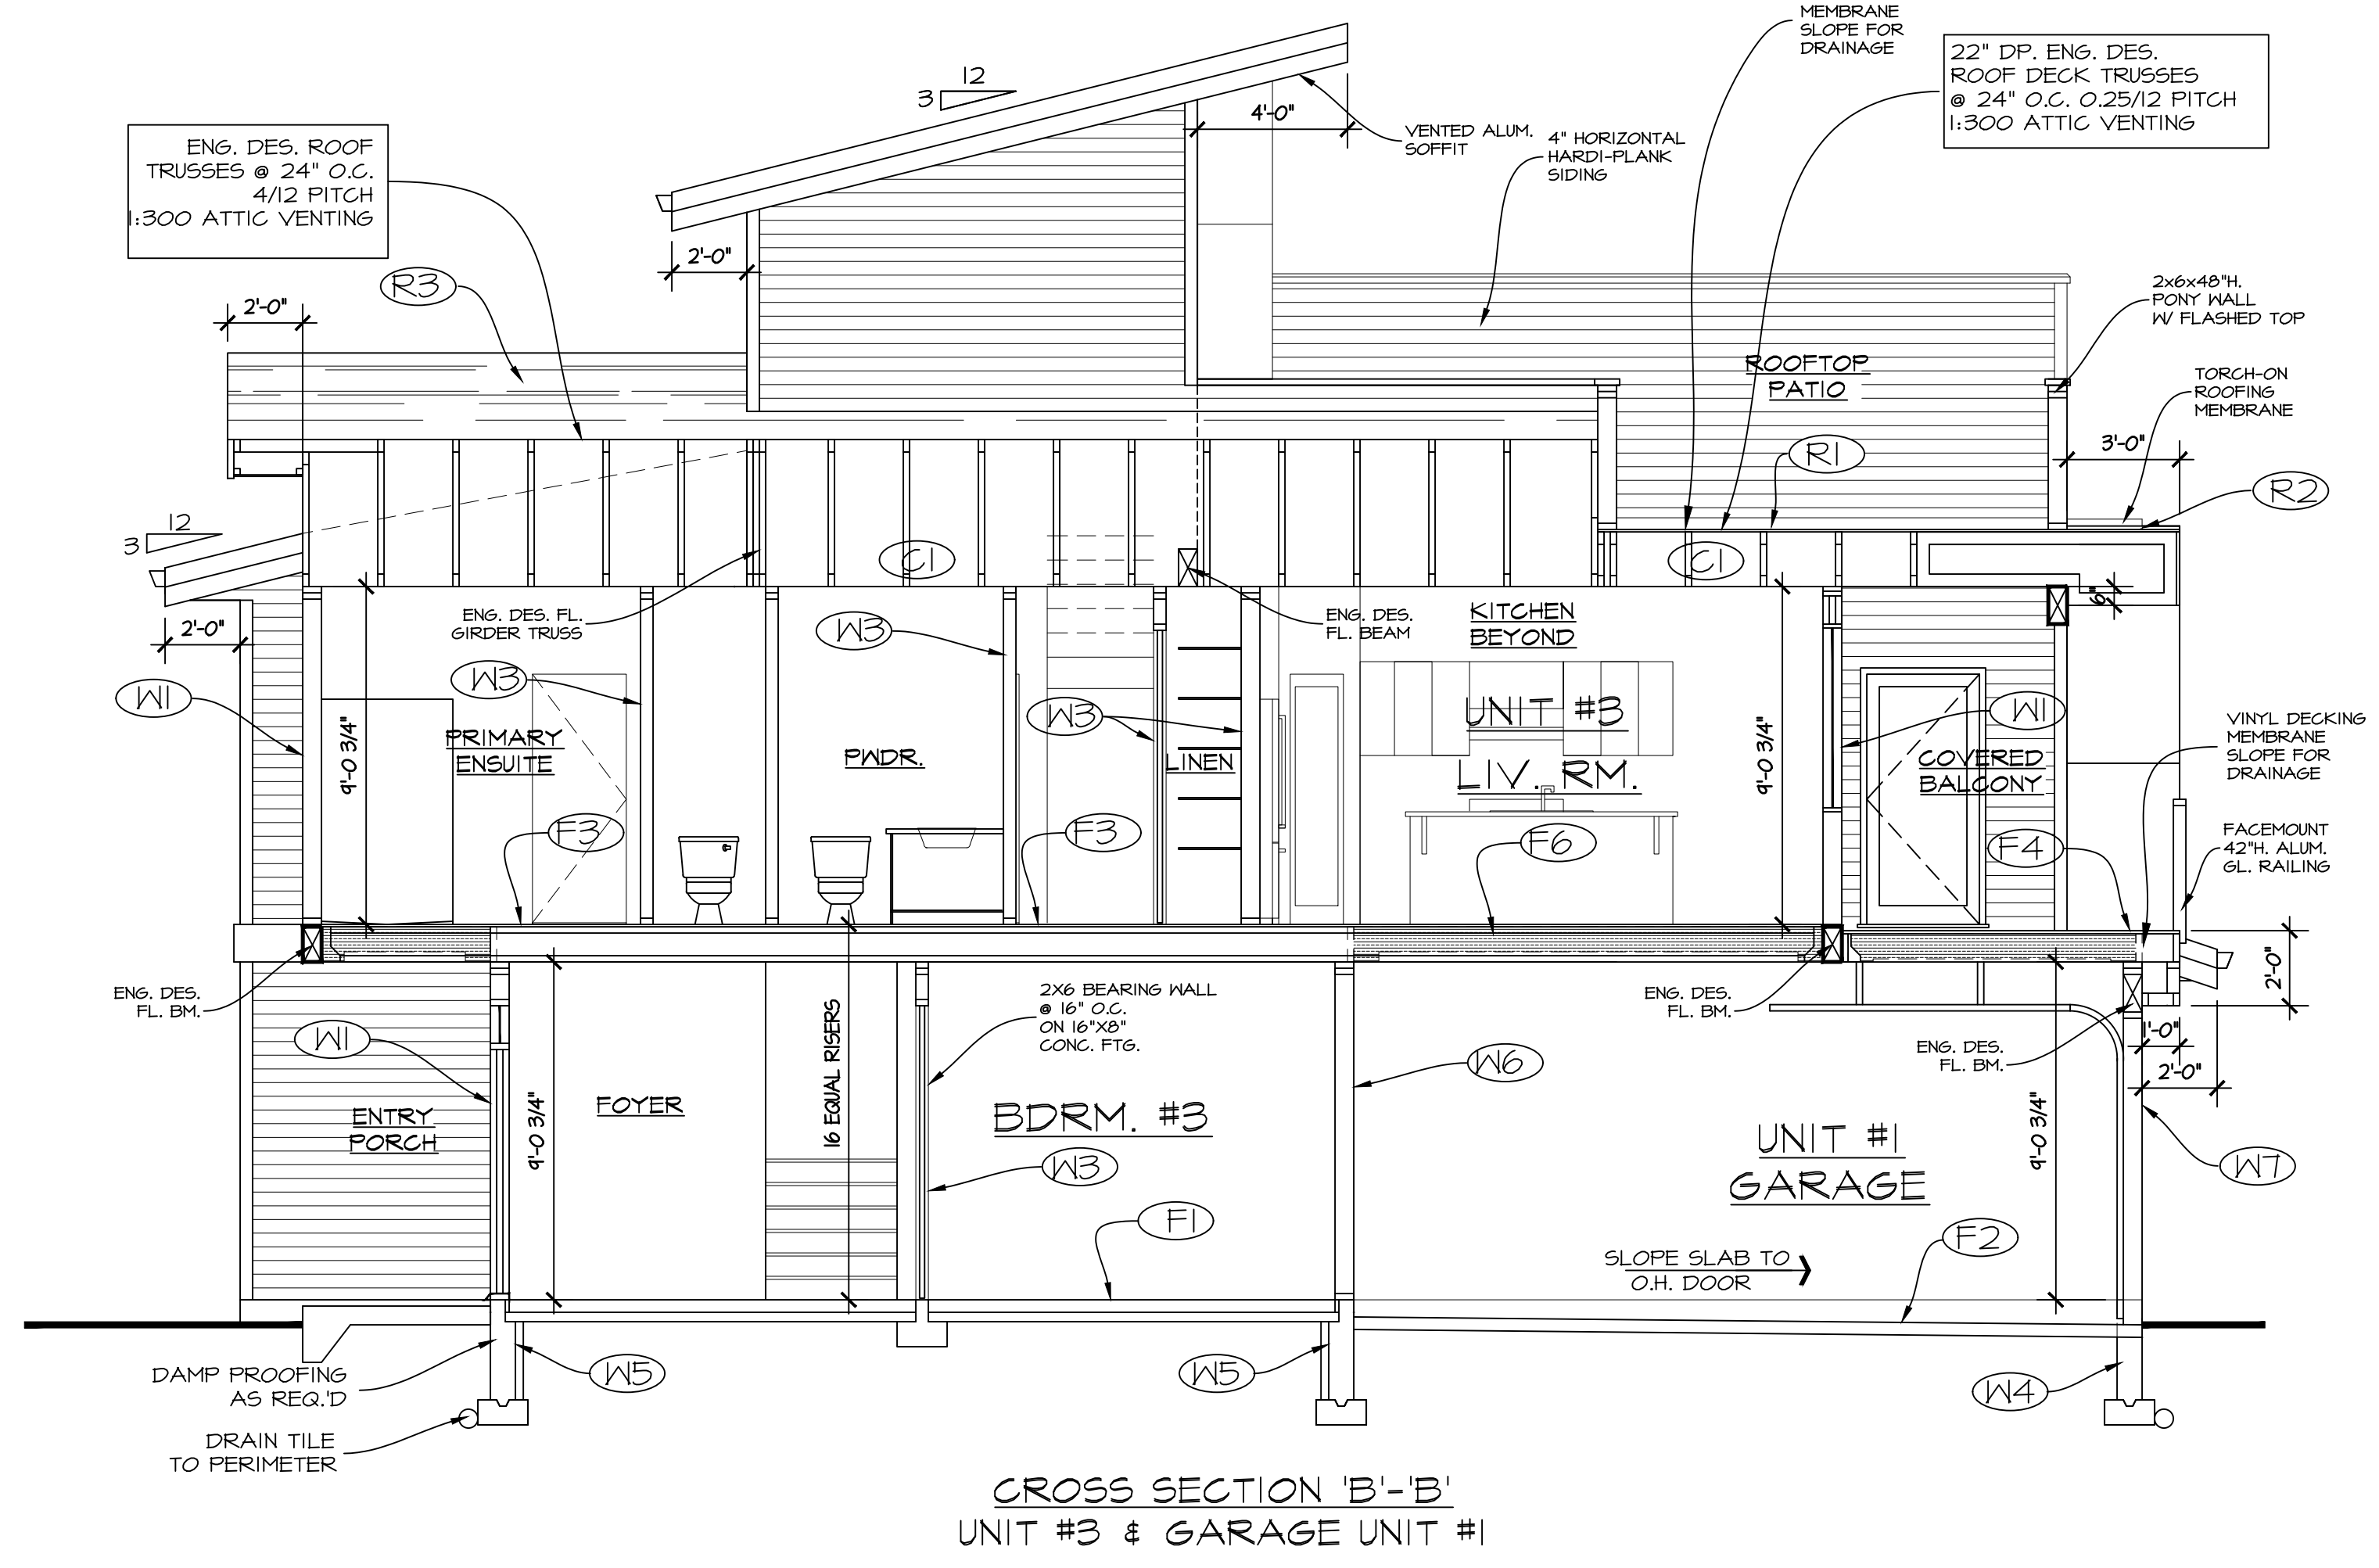 MEMBRANE
SLOPE FOR
DRAINAGE
22" DP. ENG. DES.
ROOF DECK TRUSSES
@ 24" O.C. 0.25/12 PITCH
1:300 ATTIC VENTING
12
3
4'-0"
VENTED ALUM.
SOFFIT
4" HORIZONTAL
HARDI-PLANK
SIDING
ENG. DES. ROOF
TRUSSES @ 24" O.C.
4/12 PITCH
1:300 ATTIC VENTING
2'-0"
R3
2'-0"
2x6x48"H.
PONY WALL
W/ FLASHED TOP
ROOFTOP
PATIO
TORCH-ON
ROOFING
MEMBRANE
R1
3'-0"
R2
12
3
C1
C1
2'-0"
ENG. DES. FL.
GIRDER TRUSS
W3
ENG. DES.
FL. BEAM
KITCHEN
BEYOND
6"
W1
W3
W3
UNIT #3
W1
VINYL DECKING
MEMBRANE
SLOPE FOR
DRAINAGE
9'-0 3/4"
PRIMARY
ENSUITE
PWDR.
LINEN
LIV. RM.
9'-0 3/4"
COVERED
BALCONY
F3
F3
F6
F4
FACEMOUNT
42"H. ALUM.
GL. RAILING
ENG. DES.
FL. BM.
2X6 BEARING WALL
@ 16" O.C.
ON 16"X8"
CONC. FTG.
ENG. DES.
FL. BM.
2'-0"
W1
16 EQUAL RISERS
W6
ENG. DES.
FL. BM.
1'-0"
2'-0"
ENTRY
PORCH
9'-0 3/4"
FOYER
BDRM. #3
UNIT #1
GARAGE
9'-0 3/4"
W3
W7
F1
F2
SLOPE SLAB TO
O.H. DOOR
DAMP PROOFING
AS REQ.'D
W5
W5
W4
DRAIN TILE
TO PERIMETER
CROSS SECTION 'B'-'B'
UNIT #3 & GARAGE UNIT #1